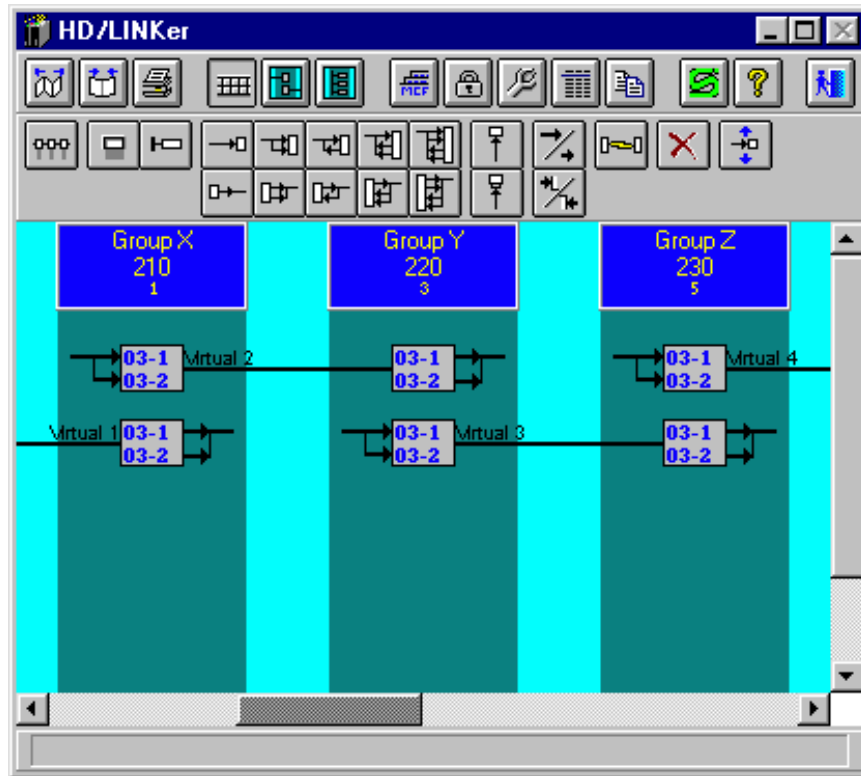 HD/LINKer
MCF
?
Group X
210
1
Group Y
220
3
Group Z
230
5
03-1 Virtual 2
03-2
03-1
03-2
03-1 Virtual 4
03-2
Virtual 1 03-1
03-2
03-1 Virtual 3
03-2
03-1
03-2